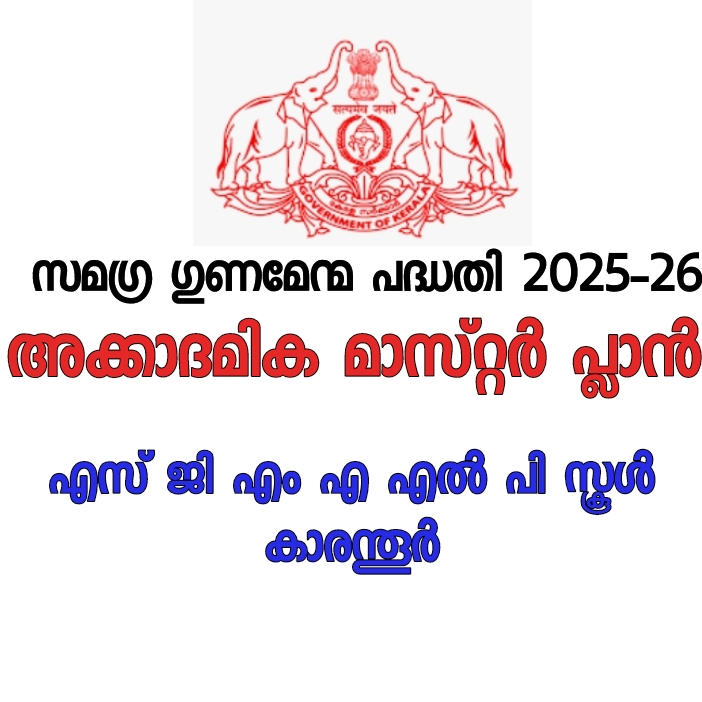 सत्यमेव जयते
GOVERNMENT OF KERALA
സമഗ്ര ഗുണമേന്മ പദ്ധതി 2025-26
അക്കാദമിക മാസ്റ്റർ പ്ലാൻ
എസ് ജി എം എ എൽ പി സ്കൂൾ
കാരന്തൂർ